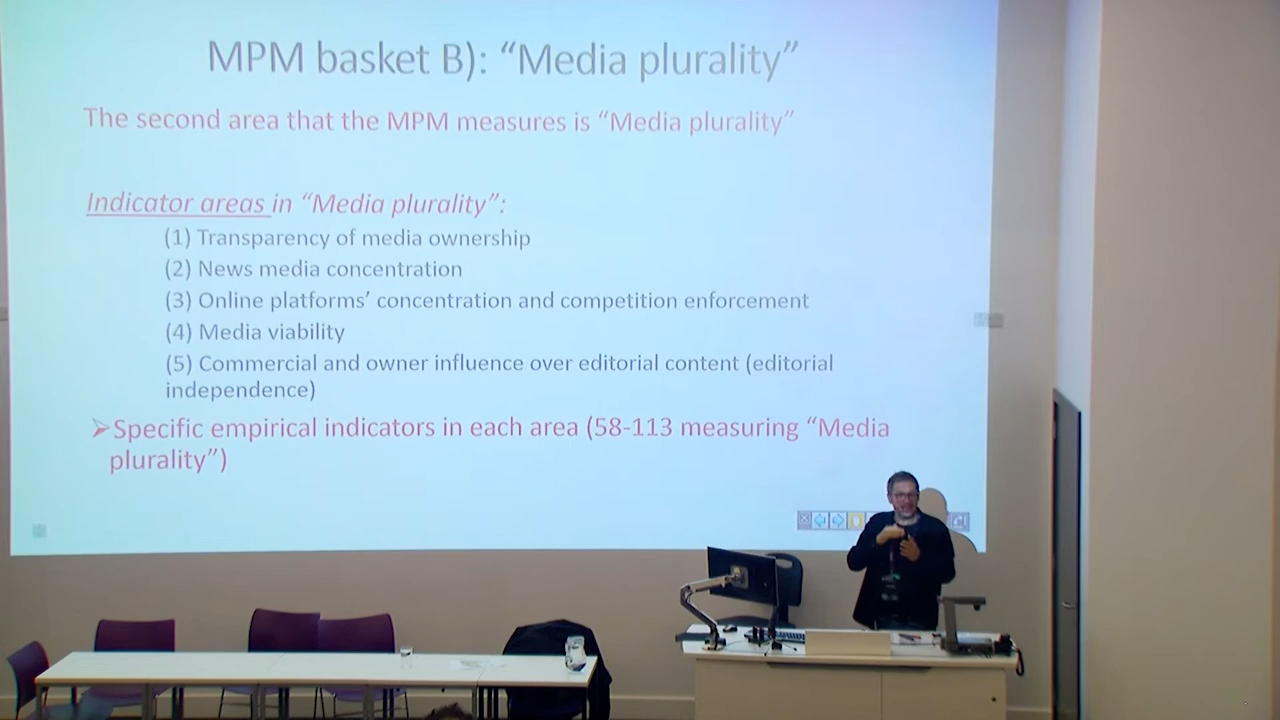 MPM basket B): “Media plurality”
The second area that the MPM measures is “Media plurality”
Indicator areas in “Media plurality”:
(1) Transparency of media ownership
(2) News media concentration
(3) Online platforms’ concentration and competition enforcement
(4) Media viability
(5) Commercial and owner influence over editorial content (editorial
independence)
➢Specific empirical indicators in each area (58-113 measuring “Media
plurality”)